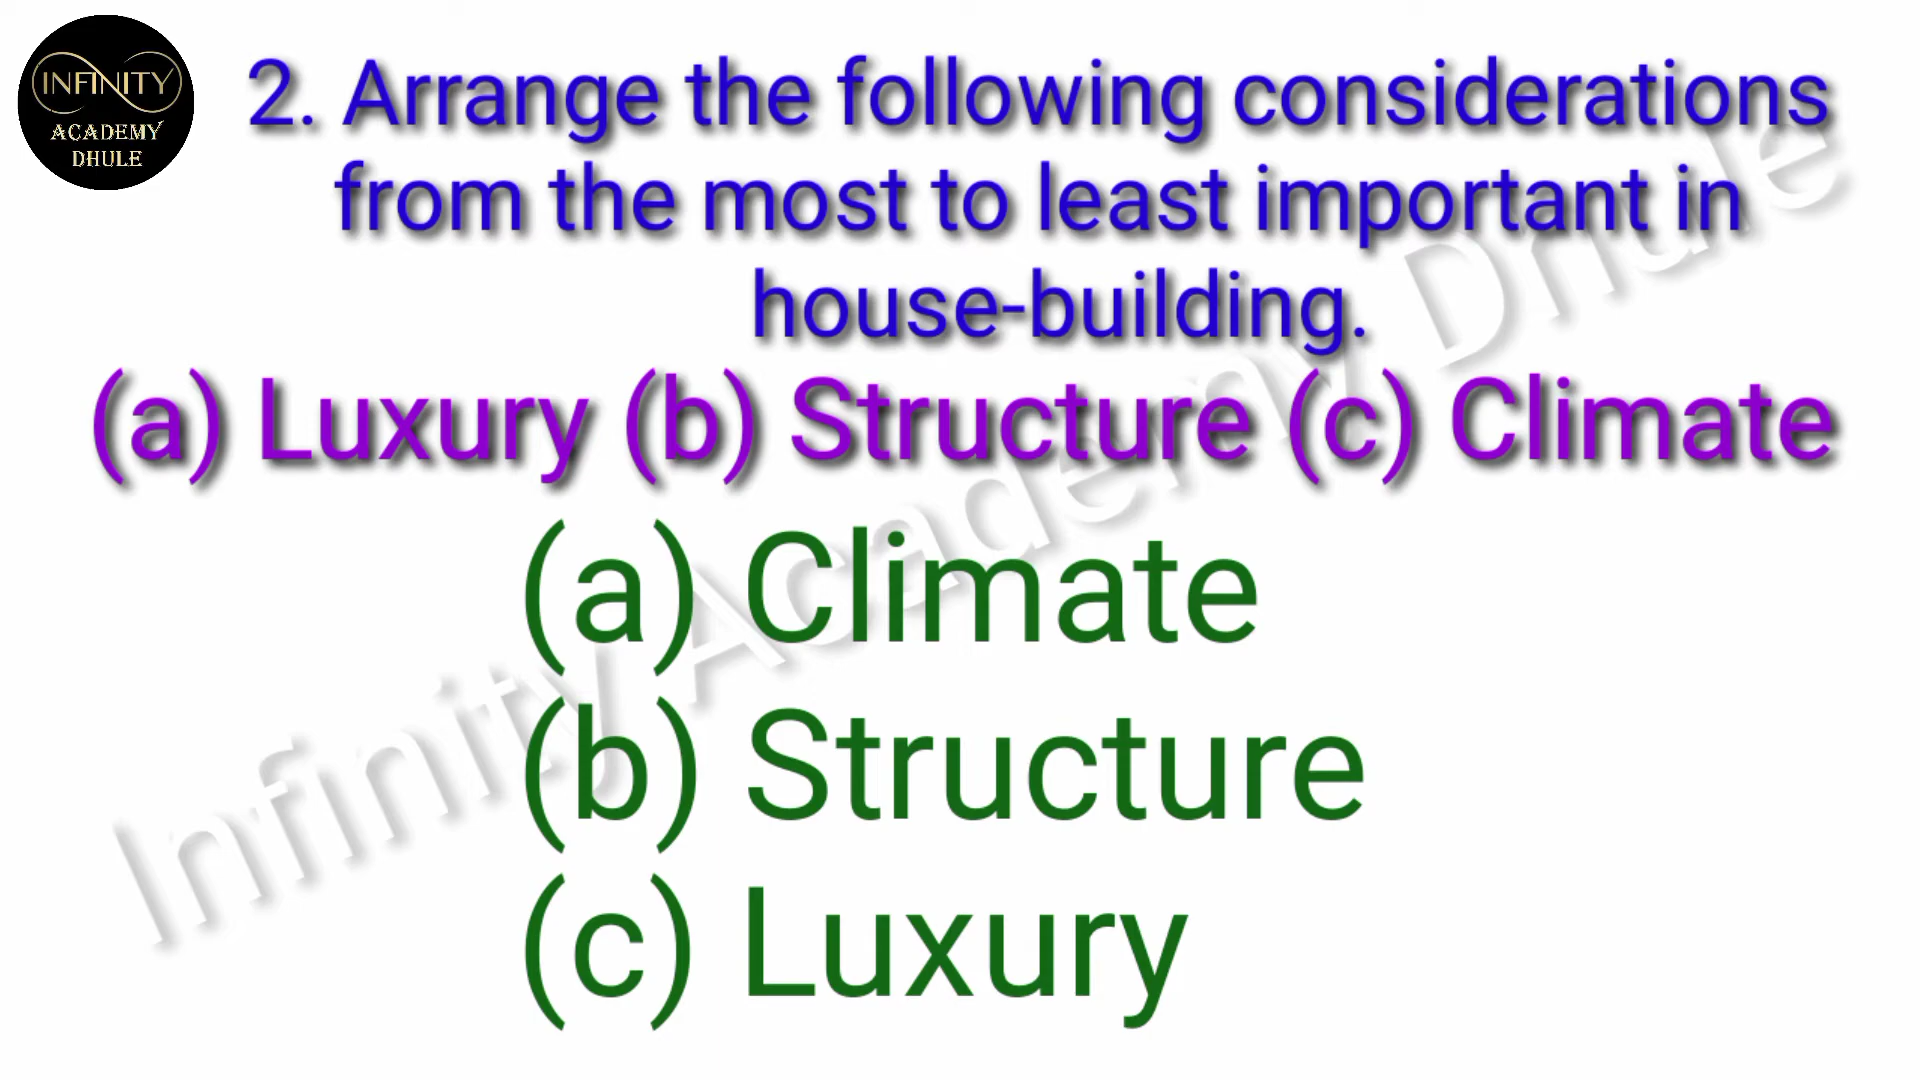 INFINITY
ACADEMY
DHULE
2. Arrange the following considerations
from the most to least important in
house-building.
(a) Luxury (b) Structure (c) Climate
(a) Climate
(b) Structure
(c) Luxury
Infinity Academy Dhule